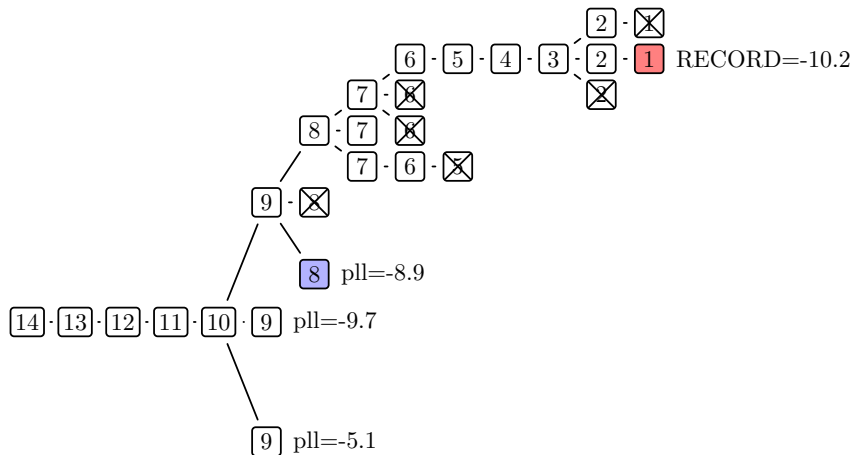 2 1
6 5 4 3 2 1 RECORD=-10.2
7 6 2
8 7 6
7 6 5
9 8
8 pll=-8.9
14 13 12 11 10 9 pll=-9.7
9 pll=-5.1